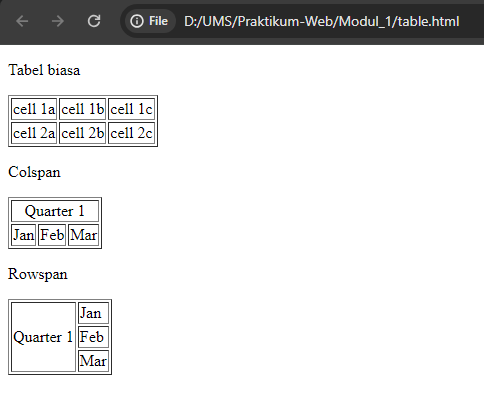 File D:/UMS/Praktikum-Web/Modul_1/table.html
Tabel biasa
cell 1a cell 1b cell 1c
cell 2a cell 2b cell 2c
Colspan
Quarter 1
Jan Feb Mar
Rowspan
Quarter 1
Jan
Feb
Mar